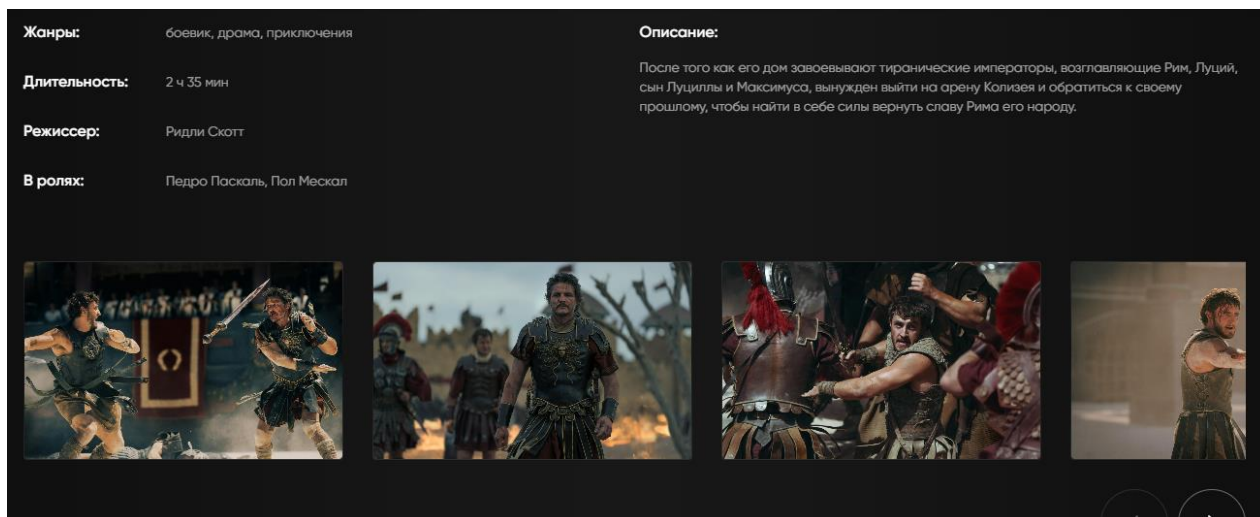 Жанры: боевик, драма, приключения
Длительность: 2 ч 35 мин
Режиссер: Ридли Скотт
В ролях: Педро Паскаль, Пол Мескал
Описание:
После того как его дом завоевывают тиранические императоры, возглавляющие Рим, Луций,
сын Луциллы и Максимуса, вынужден выйти на арену Колизея и обратиться к своему
прошлому, чтобы найти в себе силы вернуть славу Рима его народу.